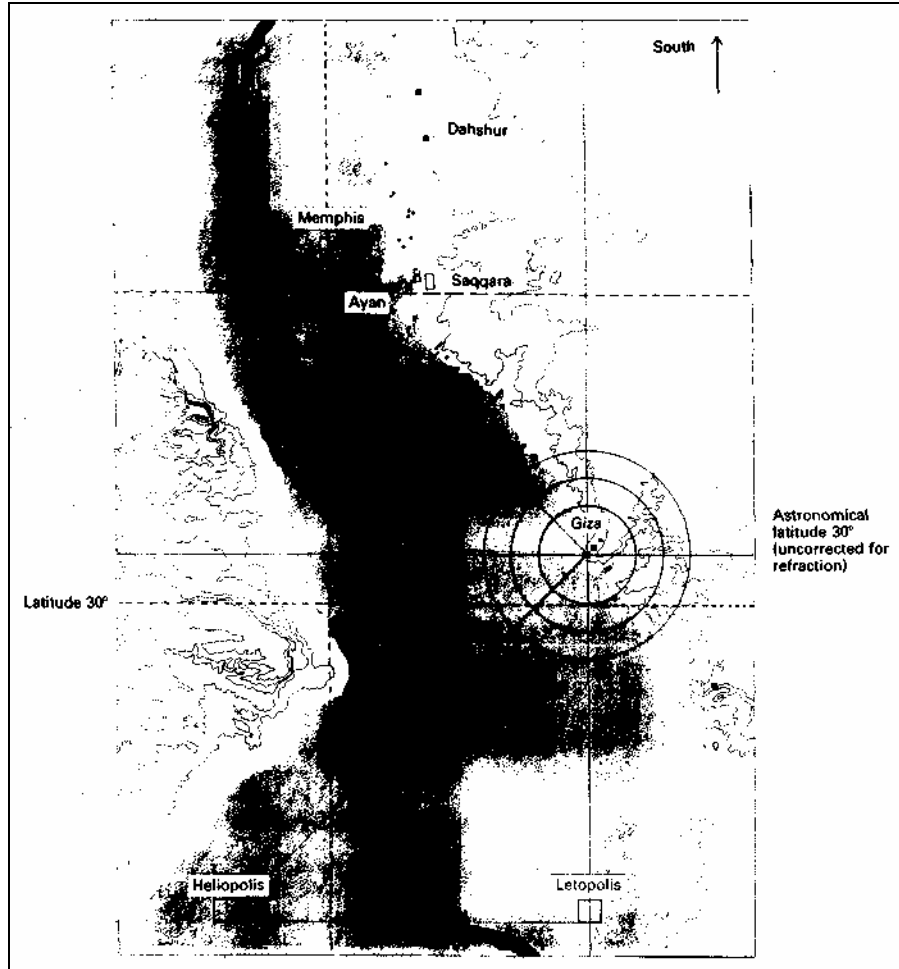 South
Dahshur
Memphis
Saqqara
Ayan
Giza
Astronomical
latitude 30°
(uncorrected for
refraction)
Latitude 30°
Heliopolis
Letopolis